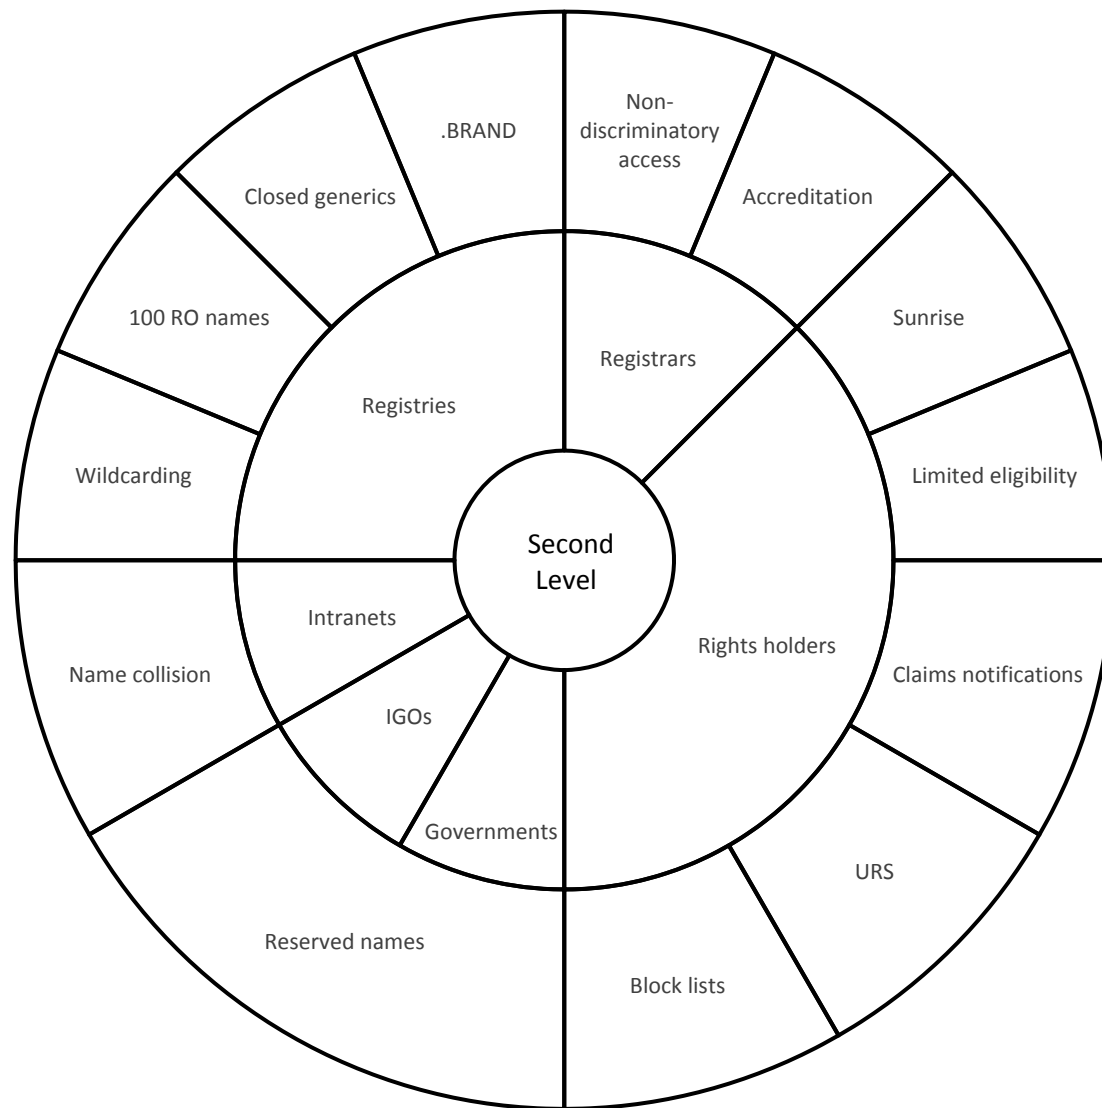 .BRAND
Non-
discriminatory
access
Closed generics
Accreditation
100 RO names
Sunrise
Registrars
Registries
Wildcarding
Limited eligibility
Second
Level
Intranets
Rights holders
Name collision
Claims notifications
IGOs
Governments
URS
Reserved names
Block lists